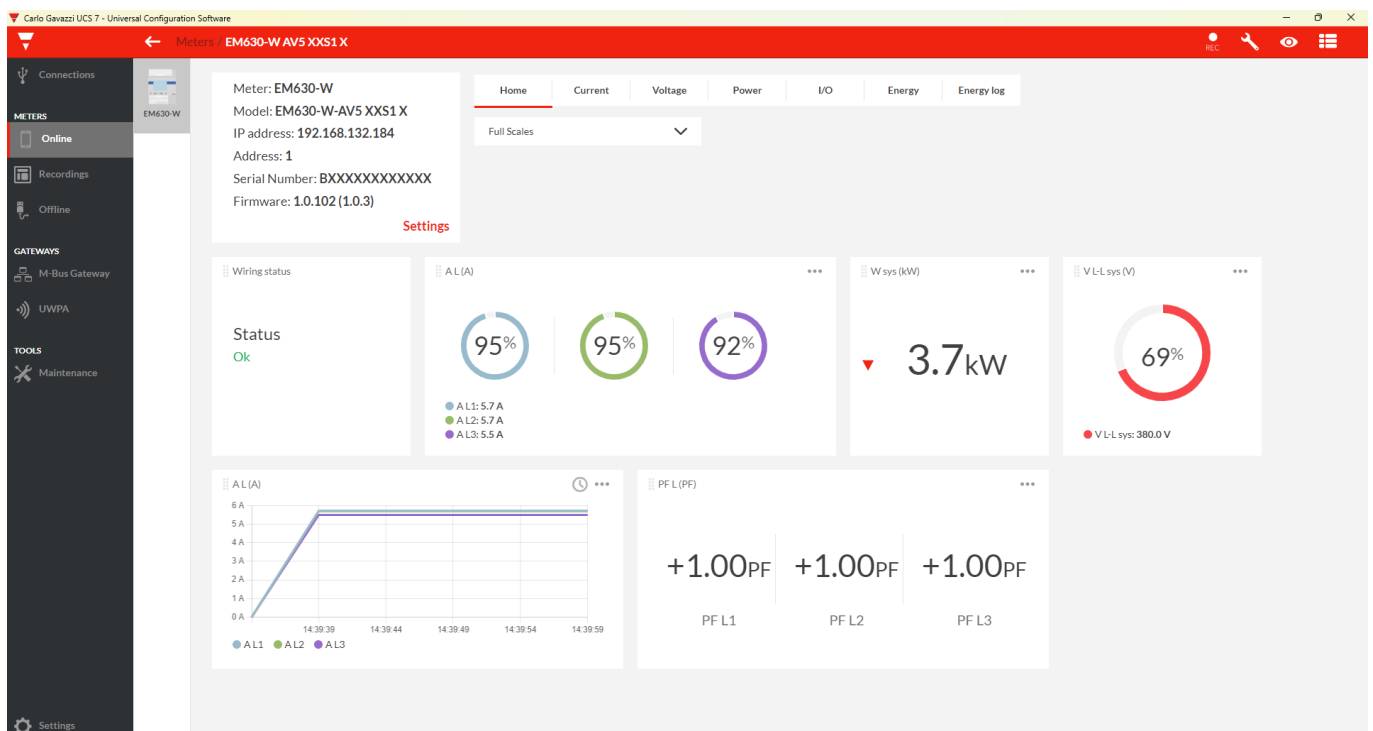 Carlo Gavazzi UCS 7 - Universal Configuration Software
Meters / EM630-W AV5 XXS1 X
REC
Connections
METERS
Online
Recordings
Offline
GATEWAYS
M-Bus Gateway
UWPA
TOOLS
Maintenance
Settings
EM630-W
Meter: EM630-W
Model: EM630-W-AV5 XXS1 X
IP address: 192.168.132.184
Address: 1
Serial Number: BXXXXXXXXXXXX
Firmware: 1.0.102 (1.0.3)
Settings
Home Current Voltage Power I/O Energy Energy log
Full Scales
Wiring status
Status
Ok
A L (A)
95% 95% 92%
A L1: 5.7 A
A L2: 5.7 A
A L3: 5.5 A
W sys (kW)
3.7kW
V L-L sys (V)
69%
V L-L sys: 380.0 V
A L (A)
6 A
5 A
4 A
3 A
2 A
1 A
0 A
14:39:39 14:39:44 14:39:49 14:39:54 14:39:59
A L1 A L2 A L3
PF L (PF)
+1.00PF +1.00PF +1.00PF
PF L1 PF L2 PF L3